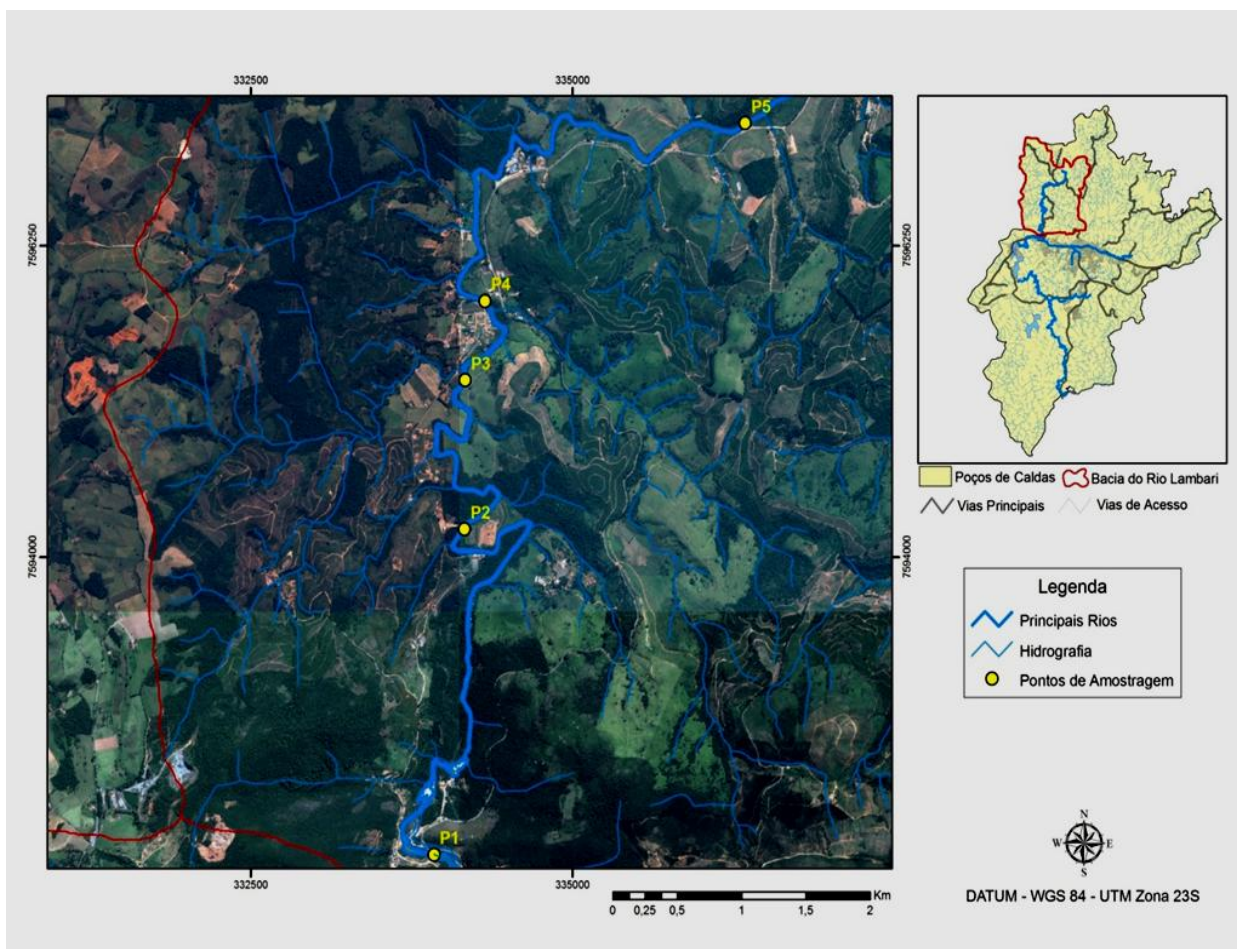 332500 335000
P5
7596250 7596250
P4
P3
P2
7594000 7594000
P1
332500 335000
Km
0 0,25 0,5 1 1,5 2
Poços de Caldas Bacia do Rio Lambari
Vias Principais Vias de Acesso
Legenda
Principais Rios
Hidrografia
Pontos de Amostragem
N
W E
S
DATUM - WGS 84 - UTM Zona 23S